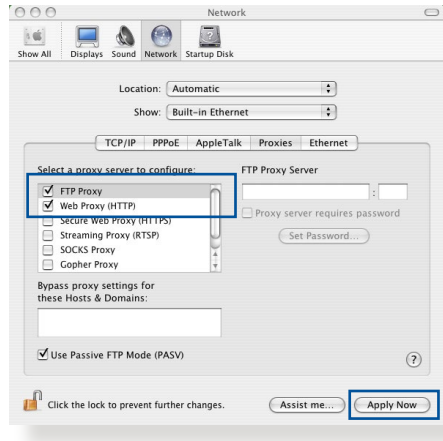 Network
Show All Displays Sound Network Startup Disk
Location: Automatic
Show: Built-in Ethernet
TCP/IP PPPoE AppleTalk Proxies Ethernet
Select a proxy server to configure: FTP Proxy Server
FTP Proxy
Web Proxy (HTTP) :
Secure Web Proxy (HTTPS) Proxy server requires password
Streaming Proxy (RTSP) Set Password...
SOCKS Proxy
Gopher Proxy
Bypass proxy settings for
these Hosts & Domains:
Use Passive FTP Mode (PASV) ?
Click the lock to prevent further changes. Assist me... Apply Now